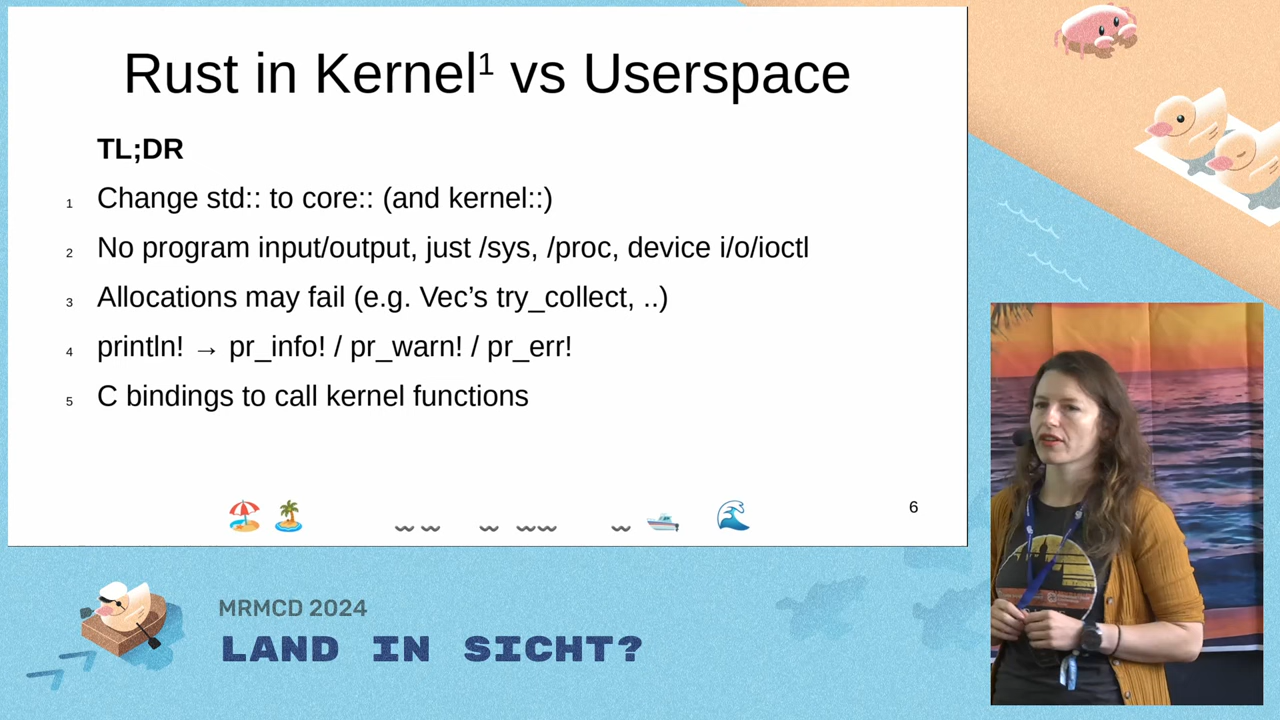 Rust in Kernel¹ vs Userspace
TL;DR
1 Change std:: to core:: (and kernel::)
2 No program input/output, just /sys, /proc, device i/o/ioctl
3 Allocations may fail (e.g. Vec’s try_collect, ..)
4 println! → pr_info! / pr_warn! / pr_err!
5 C bindings to call kernel functions
6
MRMCD 2024
LAND IN SICHT?